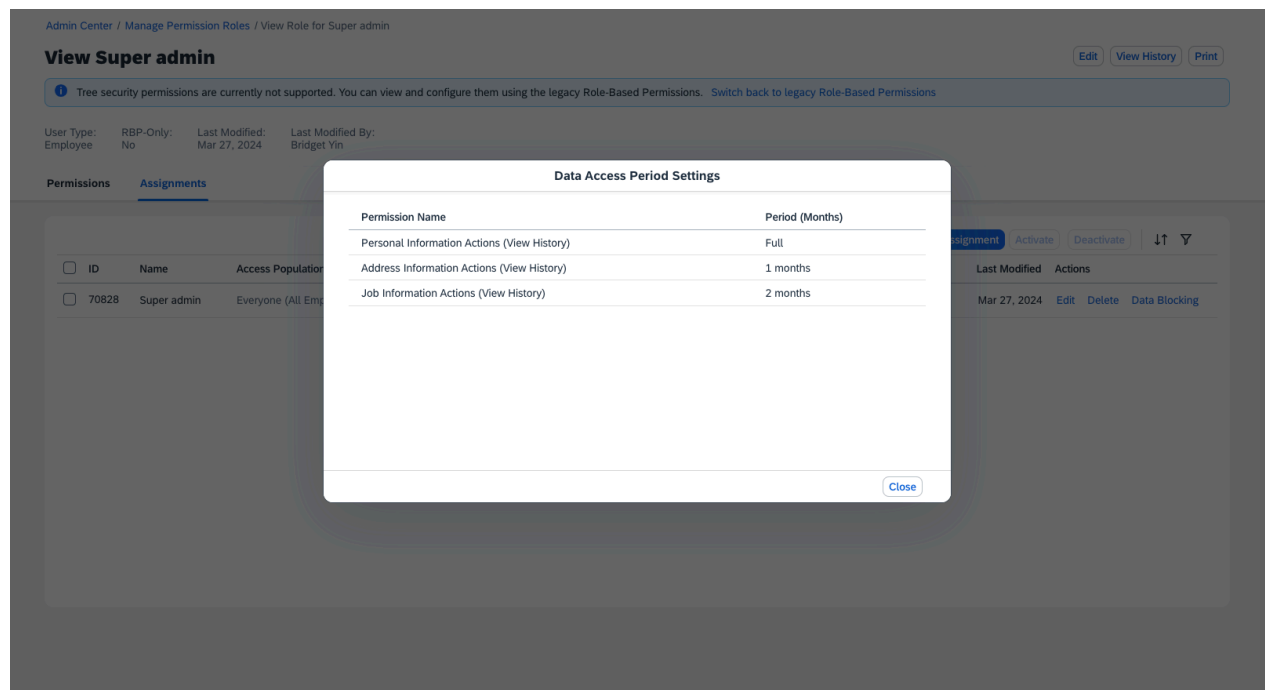 Admin Center / Manage Permission Roles / View Role for Super admin
View Super admin
Edit View History Print
Tree security permissions are currently not supported. You can view and configure them using the legacy Role-Based Permissions. Switch back to legacy Role-Based Permissions
User Type: RBP-Only: Last Modified: Last Modified By:
Employee No Mar 27, 2024 Bridget Yin
Permissions Assignments
Data Access Period Settings
Permission Name Period (Months)
Personal Information Actions (View History) Full
Address Information Actions (View History) 1 months
Job Information Actions (View History) 2 months
Close
Activate Deactivate
ID Name Access Last Modified Actions
70828 Super admin Everyone (All Mar 27, 2024 Edit Delete Data Blocking